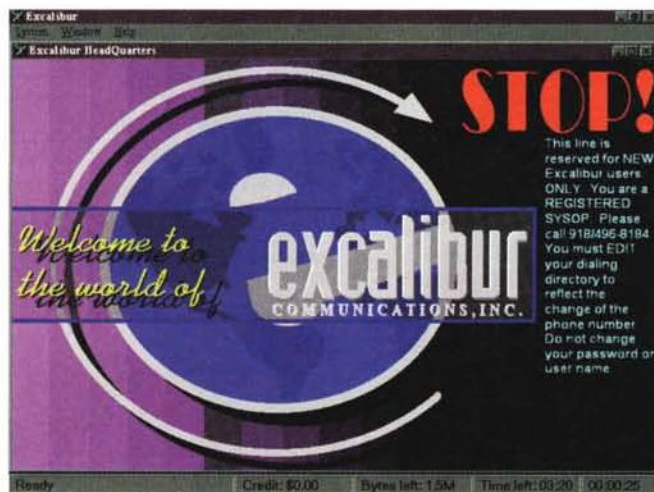 Excalibur
System Window Help
Excalibur HeadQuarters
STOP!
This line is
reserved for NEW
Excalibur users
ONLY. You are a
REGISTERED
SYSOP. Please
call 918/496-8184
You must EDIT
your dialing
directory to
reflect the
change of the
phone number
Do not change
your password or
user name
Welcome to
the world of
excalibur
COMMUNICATIONS, INC.
Ready Credit: $0.00 Bytes left: 1.5M Time left: 03:20 00:00:25